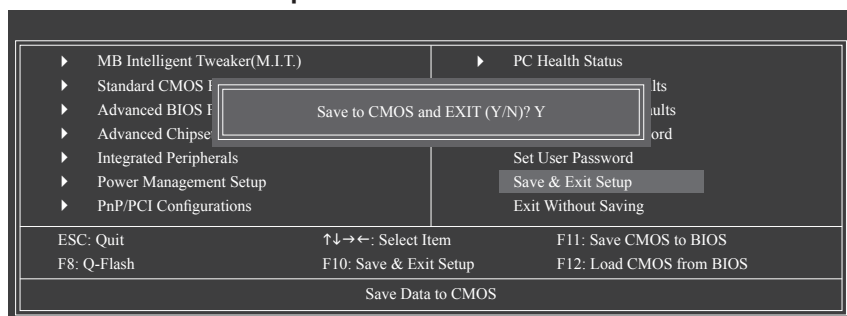 MB Intelligent Tweaker(M.I.T.)
Standard CMOS
Advanced BIOS
Advanced
Integrated Peripherals
Power Management Setup
PnP/PCI Configurations
PC Health Status
Set User Password
Save & Exit Setup
Exit Without Saving
Save to CMOS and EXIT (Y/N)? Y
ESC: Quit ↑↓→←: Select Item F11: Save CMOS to BIOS
F8: Q-Flash F10: Save & Exit Setup F12: Load CMOS from BIOS
Save Data to CMOS